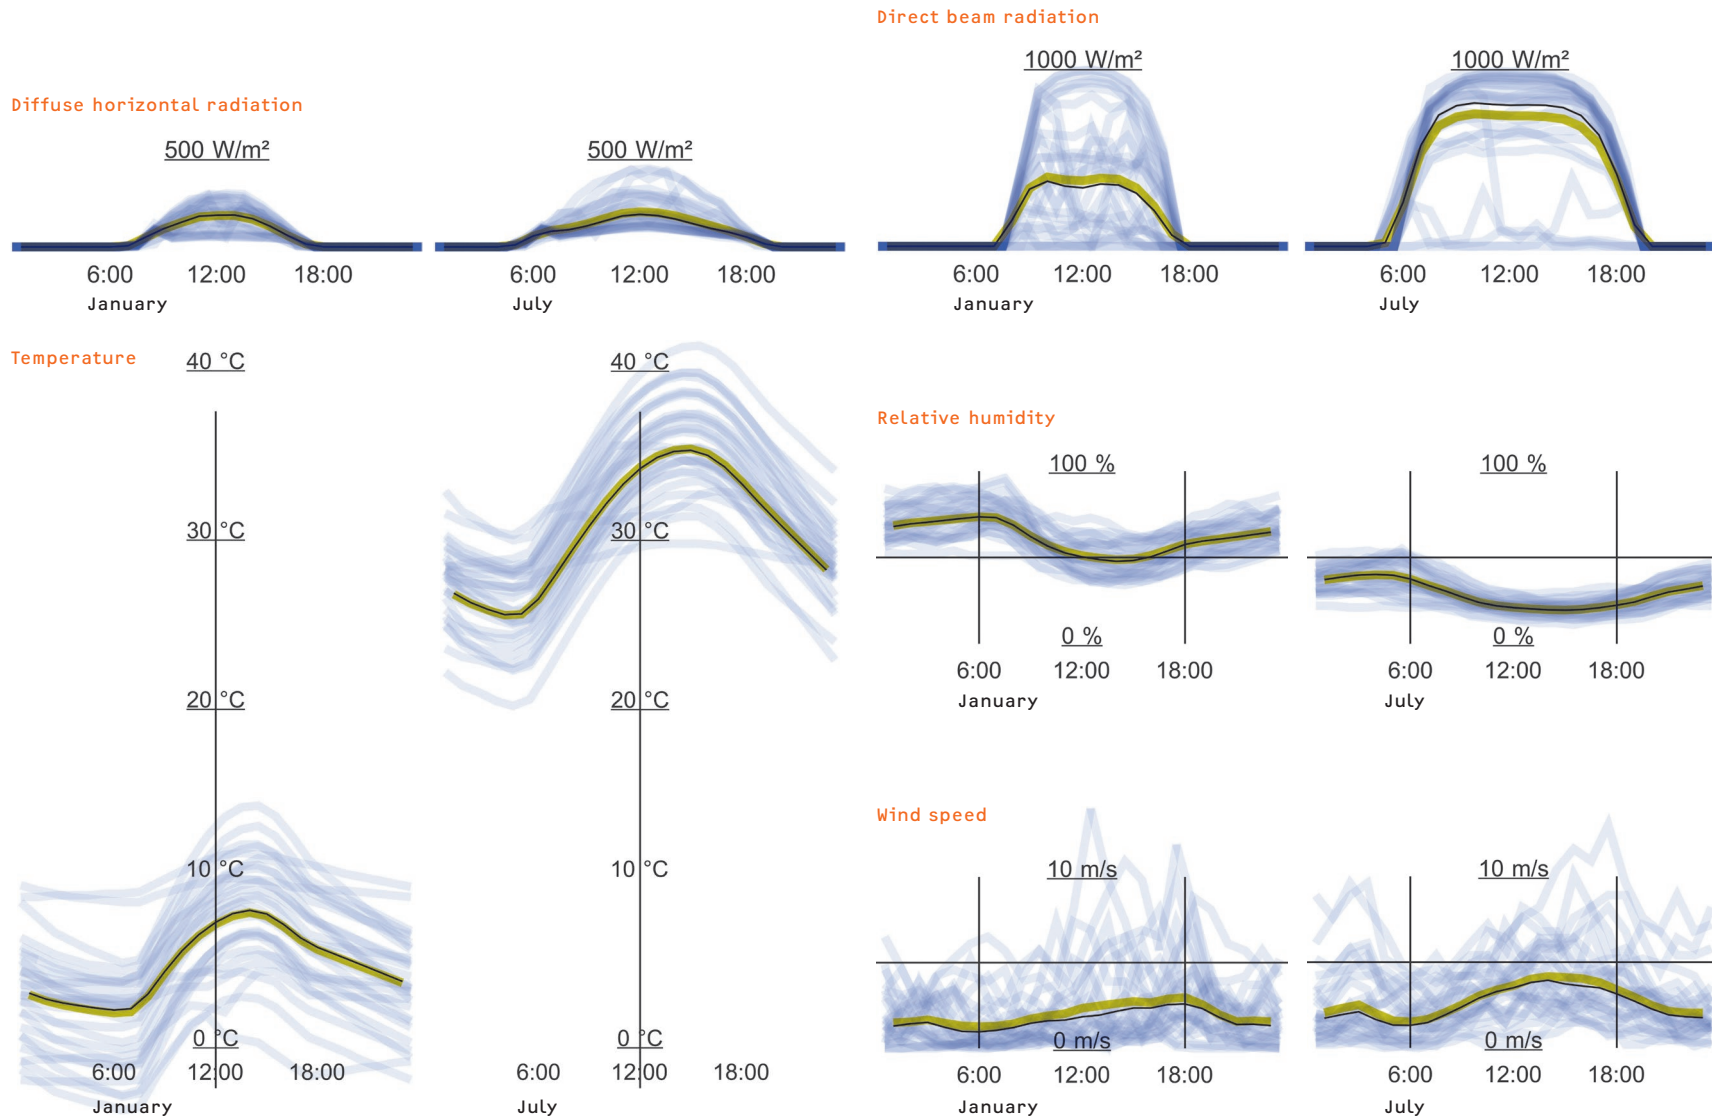 Direct beam radiation
1000 W/m²
1000 W/m²
6:00 12:00 18:00
January
6:00 12:00 18:00
July
Diffuse horizontal radiation
500 W/m²
500 W/m²
6:00 12:00 18:00
January
6:00 12:00 18:00
July
Temperature
40 °C
10 °C
0 °C
30 °C
20 °C
6:00 12:00 18:00
January
40 °C
30 °C
20 °C
10 °C
6:00 12:00 18:00
July
Relative humidity
100 %
0 %
6:00 12:00 18:00
January
100 %
0 %
6:00 12:00 18:00
July
Wind speed
10 m/s
0 m/s
6:00 12:00 18:00
January
10 m/s
0 m/s
6:00 12:00 18:00
July